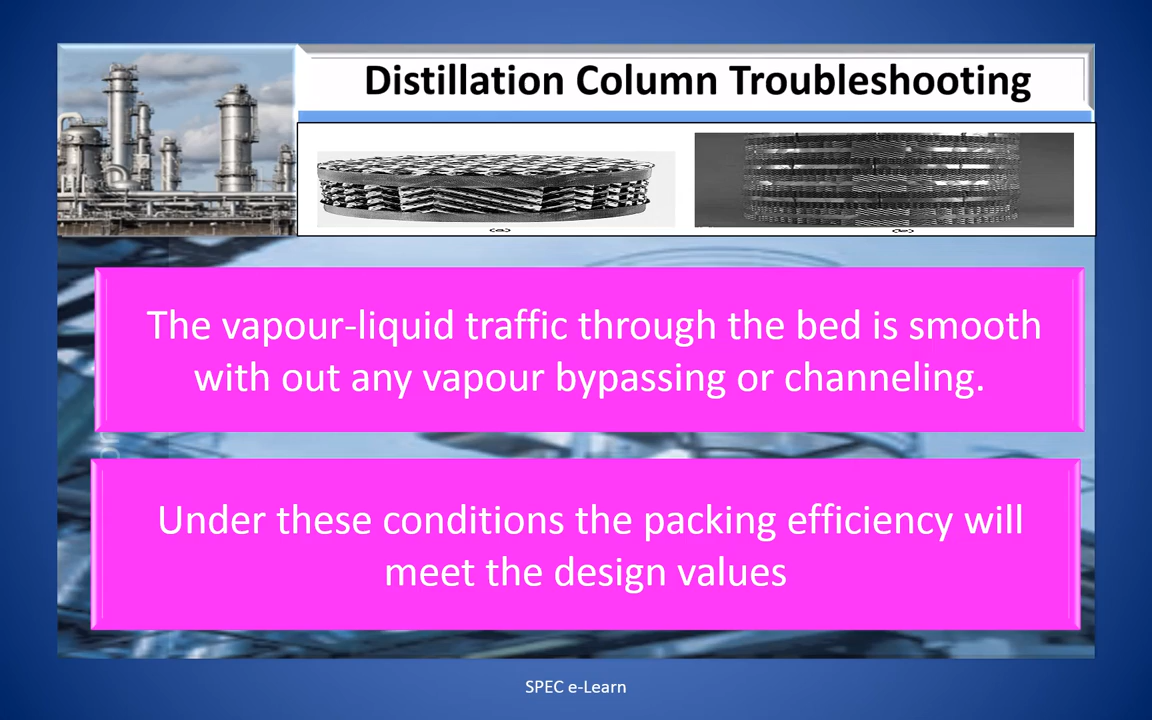 Distillation Column Troubleshooting
The vapour-liquid traffic through the bed is smooth
with out any vapour bypassing or channeling.
Under these conditions the packing efficiency will
meet the design values
SPEC e-Learn